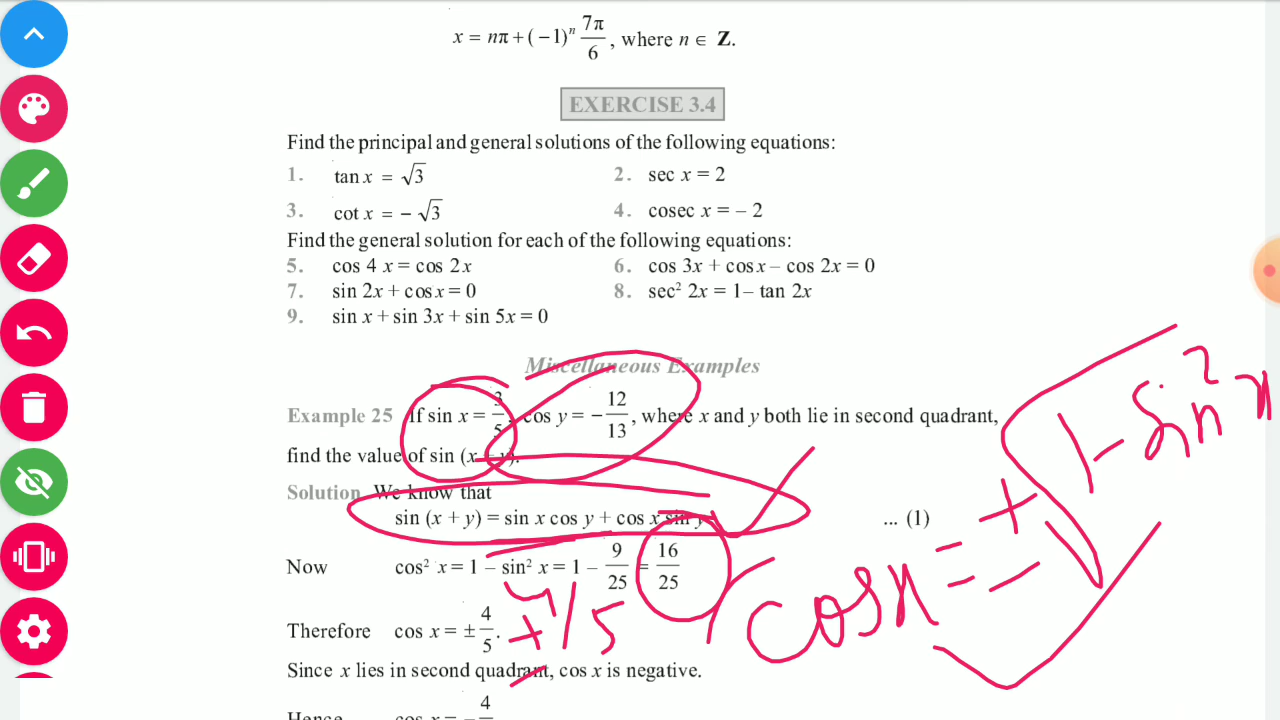 x = nπ + (−1)ⁿ 7π/6, where n ∈ Z.
EXERCISE 3.4
Find the principal and general solutions of the following equations:
1. tan x = √3 2. sec x = 2
3. cot x = − √3 4. cosec x = – 2
Find the general solution for each of the following equations:
5. cos 4 x = cos 2x 6. cos 3x + cos x – cos 2x = 0
7. sin 2x + cos x = 0 8. sec² 2x = 1– tan 2x
9. sin x + sin 3x + sin 5x = 0
Miscellaneous Examples
Example 25 If sin x = 3/5, cos y = −12/13, where x and y both lie in second quadrant,
find the value of sin (x + y).
Solution We know that
sin (x + y) = sin x cos y + cos x sin y ... (1)
Now cos² x = 1 – sin² x = 1 – 9/25 = 16/25
Therefore cos x = ± 4/5.
± 4/5
Since x lies in second quadrant, cos x is negative.
Hence cos x = − 4
cosx = ± √1 - sin²x